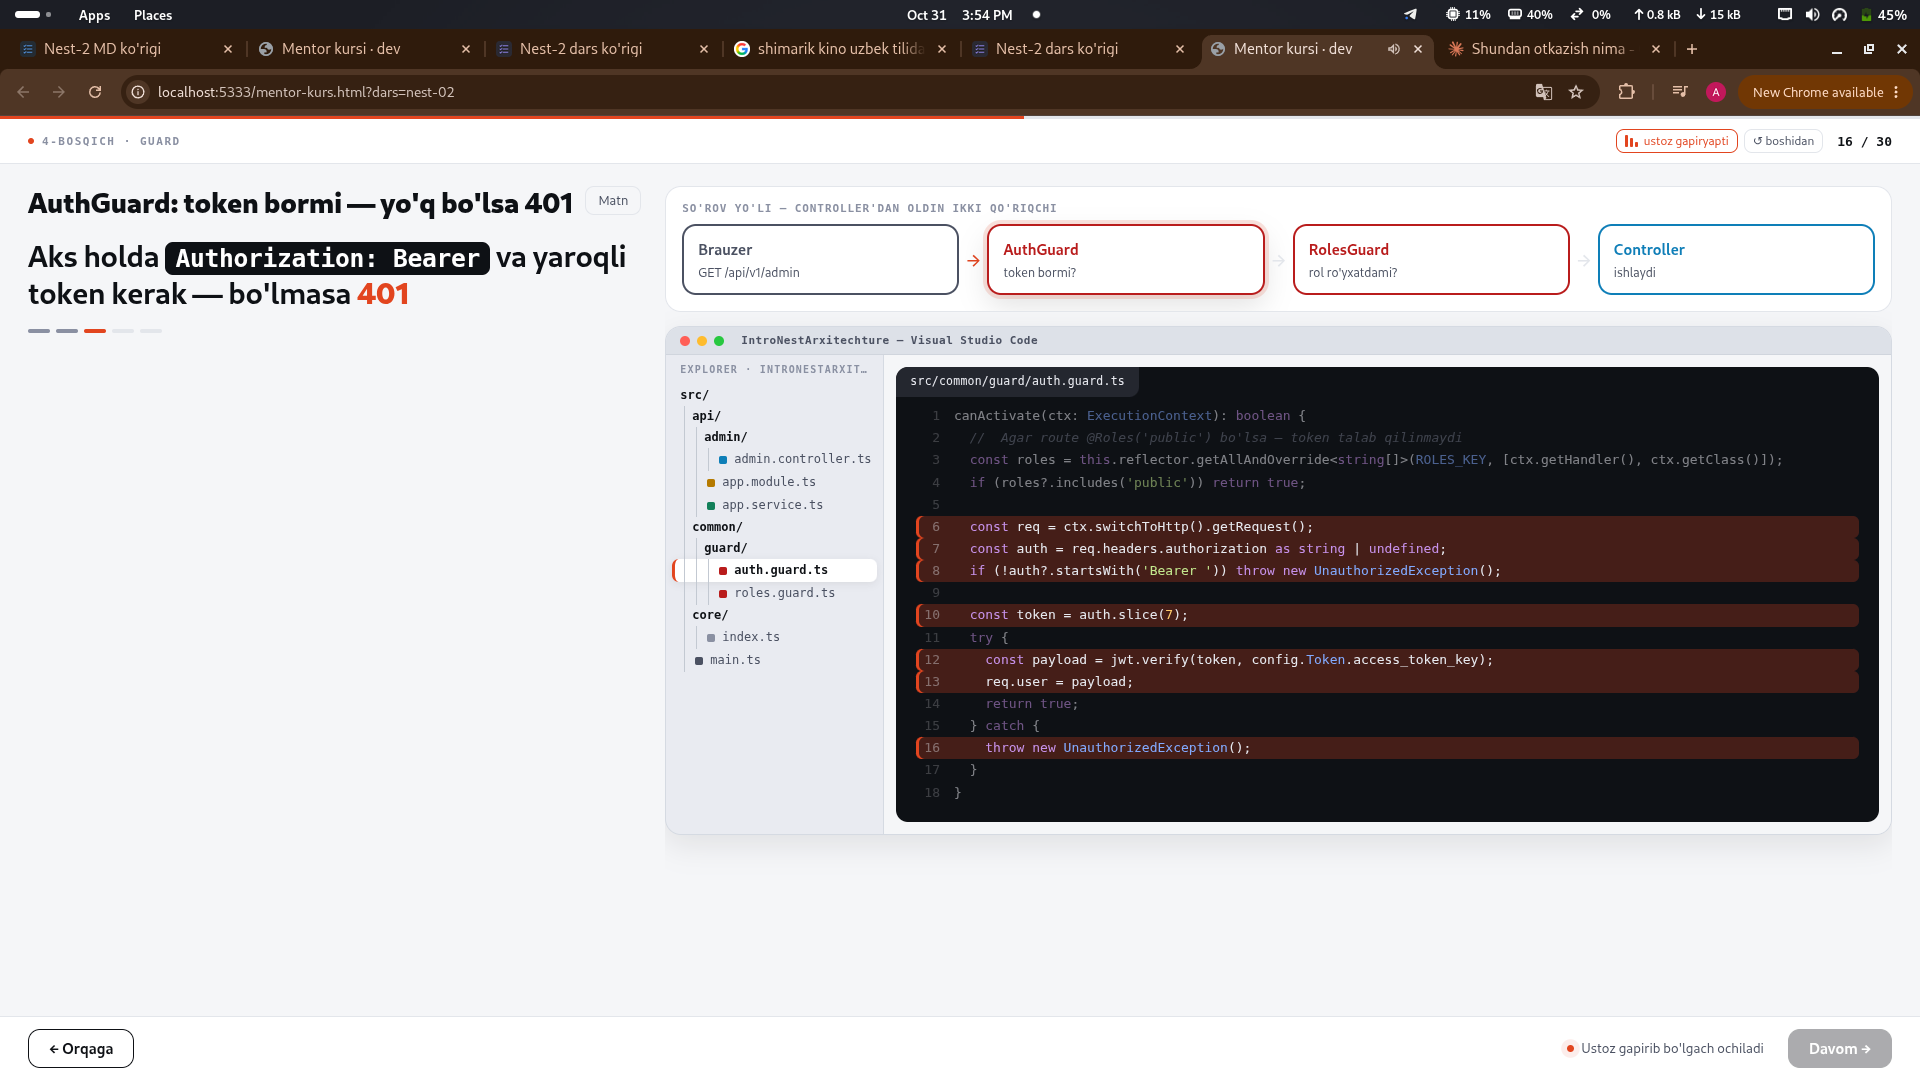 Apps Places
Oct 31 3:54 PM
11% 40% 0% 0.8 kB 15 kB 45%
Nest-2 MD ko'rigi
Mentor kursi · dev
Nest-2 dars ko'rigi
shimarik kino uzbek tilida
Nest-2 dars ko'rigi
Mentor kursi · dev
Shundan otkazish nima -
localhost:5333/mentor-kurs.html?dars=nest-02
A
New Chrome available
4-BOSQICH · GUARD
ustoz gapiryapti
↺ boshidan
16 / 30
AuthGuard: token bormi — yo'q bo'lsa 401
Matn
Aks holda Authorization: Bearer va yaroqli
token kerak — bo'lmasa 401
SO'ROV YO'LI — CONTROLLER'DAN OLDIN IKKI QO'RIQCHI
Brauzer
GET /api/v1/admin
→
AuthGuard
token bormi?
→
RolesGuard
rol ro'yxatdami?
→
Controller
ishlaydi
IntroNestArxitechture — Visual Studio Code
EXPLORER · INTRONESTARXIT…
src/
api/
admin/
admin.controller.ts
app.module.ts
app.service.ts
common/
guard/
auth.guard.ts
roles.guard.ts
core/
index.ts
main.ts
src/common/guard/auth.guard.ts
1 canActivate(ctx: ExecutionContext): boolean {
2 // Agar route @Roles('public') bo'lsa — token talab qilinmaydi
3 const roles = this.reflector.getAllAndOverride<string[]>(ROLES_KEY, [ctx.getHandler(), ctx.getClass()]);
4 if (roles?.includes('public')) return true;
5
6 const req = ctx.switchToHttp().getRequest();
7 const auth = req.headers.authorization as string | undefined;
8 if (!auth?.startsWith('Bearer ')) throw new UnauthorizedException();
9
10 const token = auth.slice(7);
11 try {
12 const payload = jwt.verify(token, config.Token.access_token_key);
13 req.user = payload;
14 return true;
15 } catch {
16 throw new UnauthorizedException();
17 }
18 }
← Orqaga
Ustoz gapirib bo'lgach ochiladi
Davom →